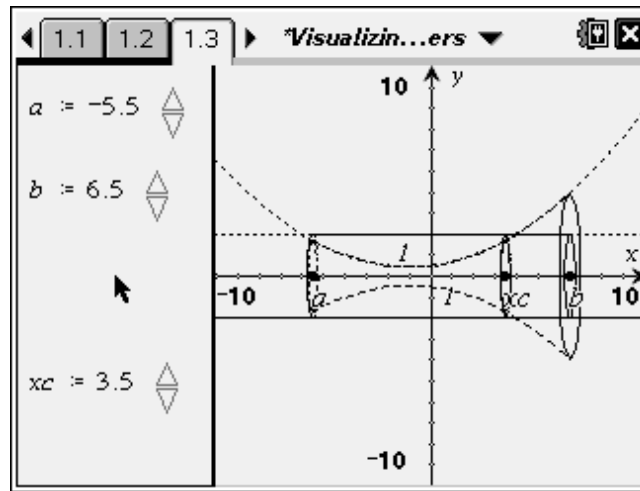 1.1 1.2 1.3 *Visualizin...ers
a := -5.5
b := 6.5
xc := 3.5
10 y
1 x
-10 a 1 xc b 10
-10